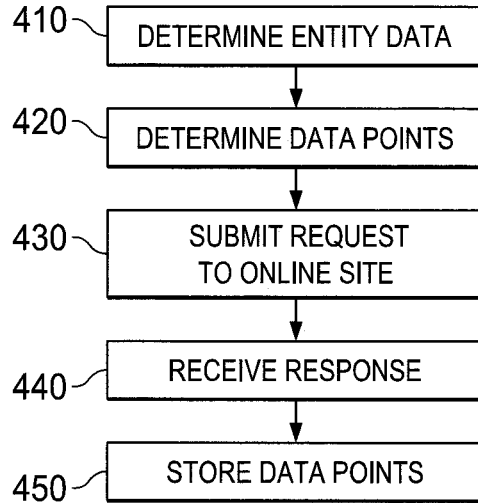 410
DETERMINE ENTITY DATA
420
DETERMINE DATA POINTS
430
SUBMIT REQUEST
TO ONLINE SITE
440
RECEIVE RESPONSE
450
STORE DATA POINTS